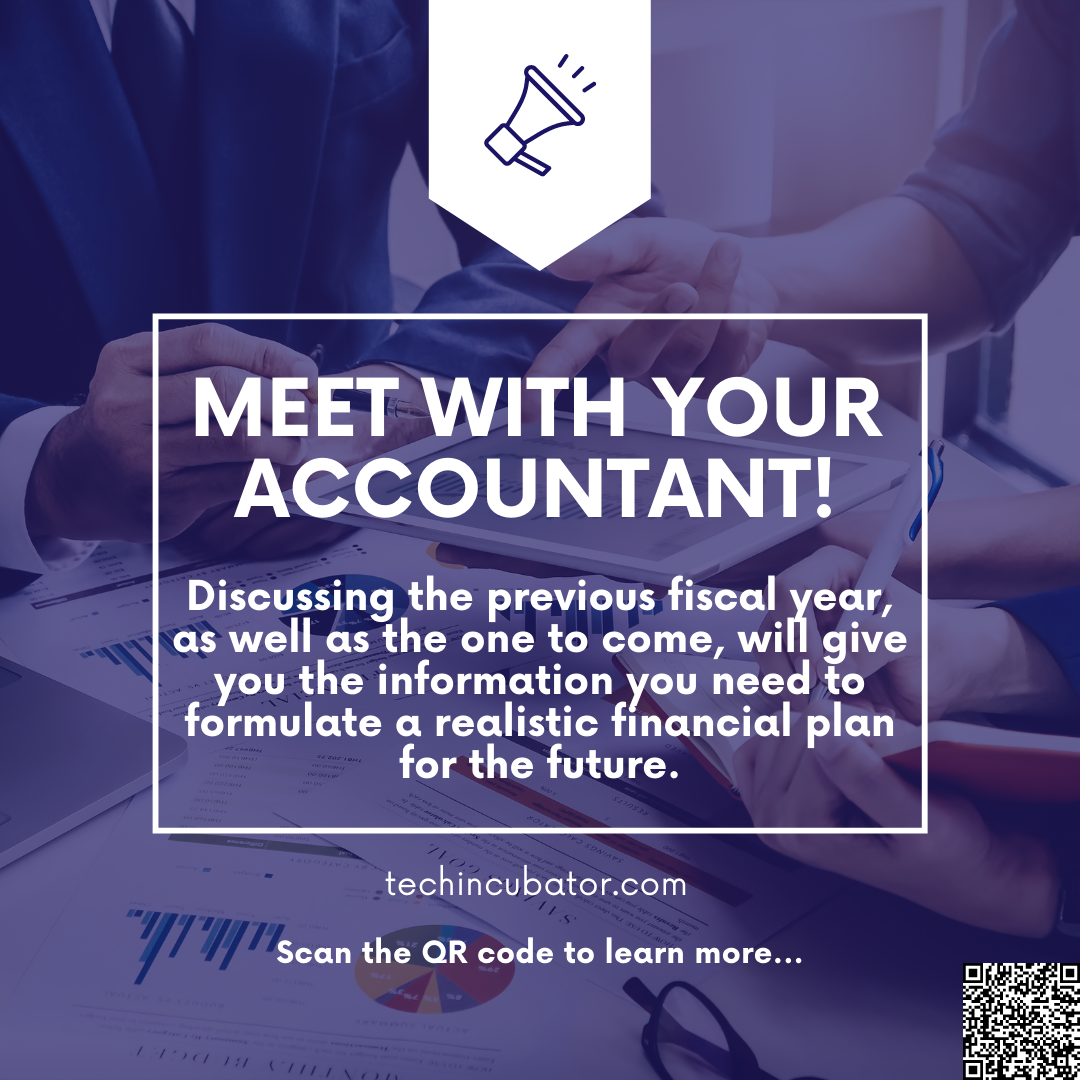 MEET WITH YOUR
ACCOUNTANT!
Discussing the previous fiscal year,
as well as the one to come, will give
you the information you need to
formulate a realistic financial plan
for the future.
techincubator.com
Scan the QR code to learn more...